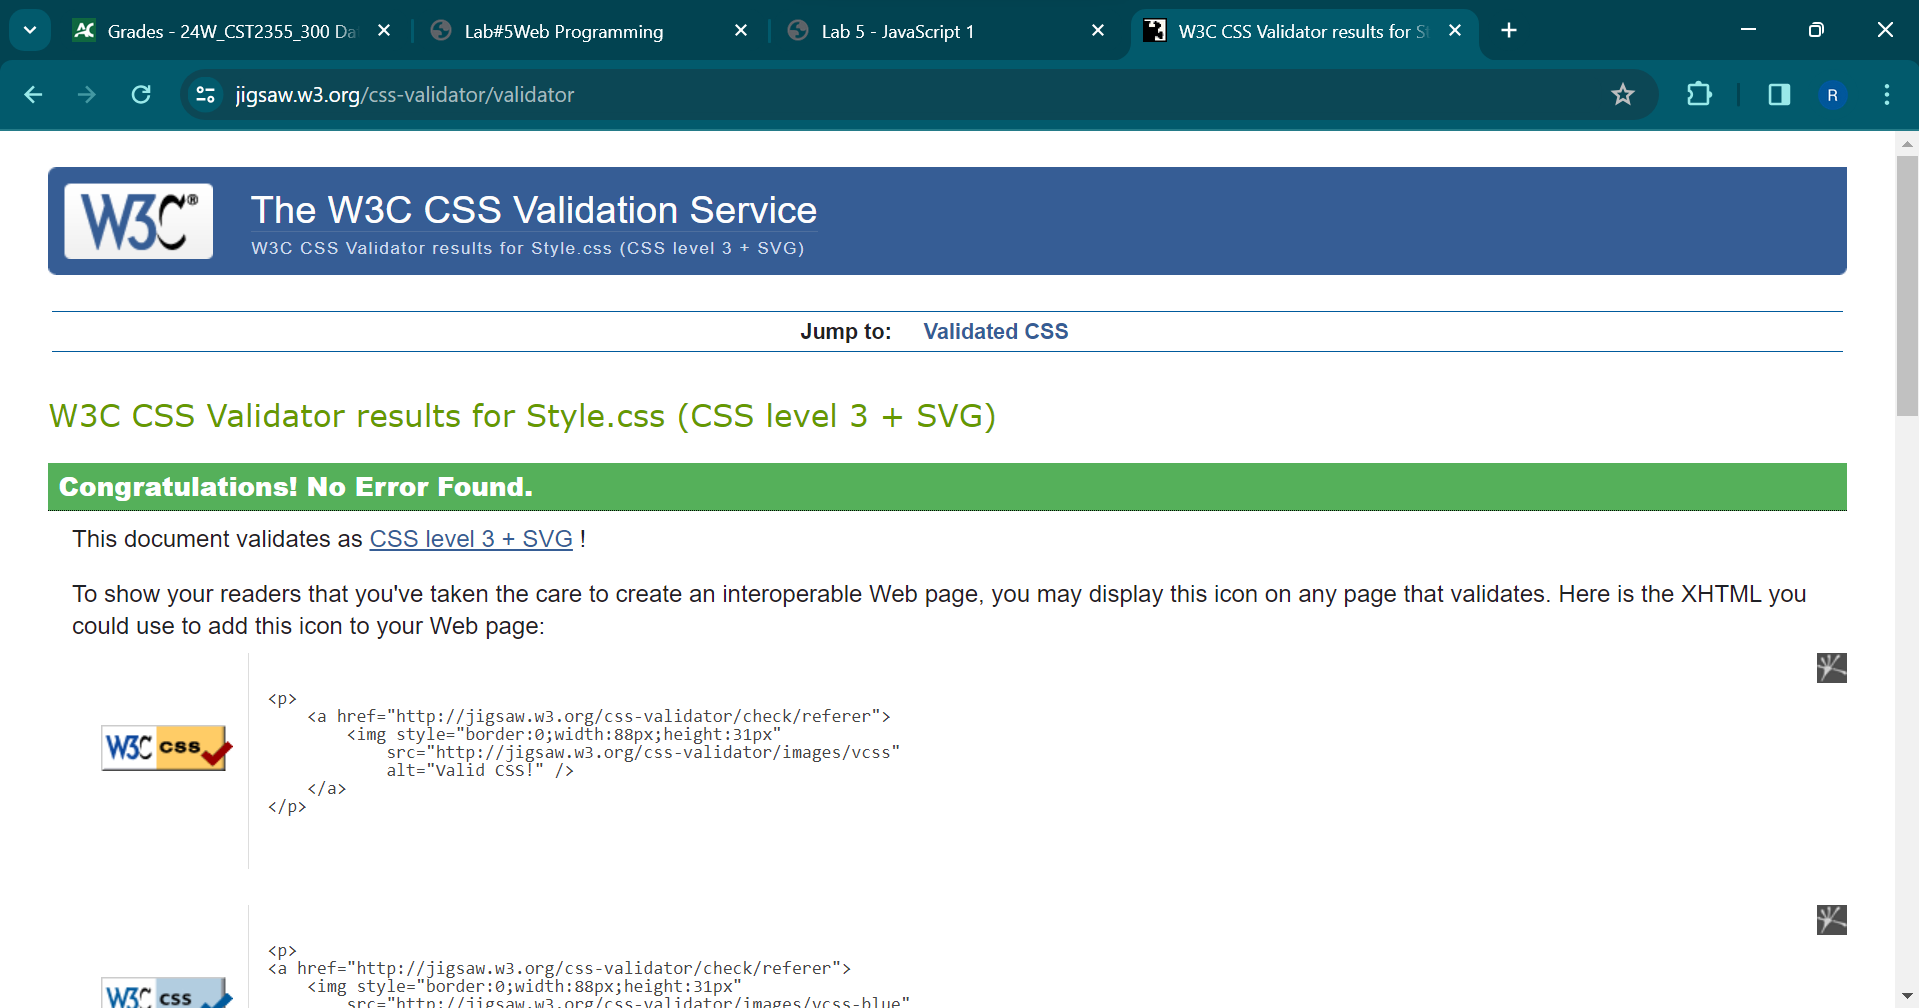 Grades - 24W_CST2355_300 Da
Lab#5Web Programming
Lab 5 - JavaScript 1
W3C CSS Validator results for St
jigsaw.w3.org/css-validator/validator
R
W3C®
The W3C CSS Validation Service
W3C CSS Validator results for Style.css (CSS level 3 + SVG)
Jump to: Validated CSS
W3C CSS Validator results for Style.css (CSS level 3 + SVG)
Congratulations! No Error Found.
This document validates as CSS level 3 + SVG !
To show your readers that you've taken the care to create an interoperable Web page, you may display this icon on any page that validates. Here is the XHTML you
could use to add this icon to your Web page:
W3C css
<p>
<a href="http://jigsaw.w3.org/css-validator/check/referer">
<img style="border:0;width:88px;height:31px"
src="http://jigsaw.w3.org/css-validator/images/vcss"
alt="Valid CSS!" />
</a>
</p>
W3C css
<p>
<a href="http://jigsaw.w3.org/css-validator/check/referer">
<img style="border:0;width:88px;height:31px"
src="http://jigsaw.w3.org/css-validator/images/vcss-blue"